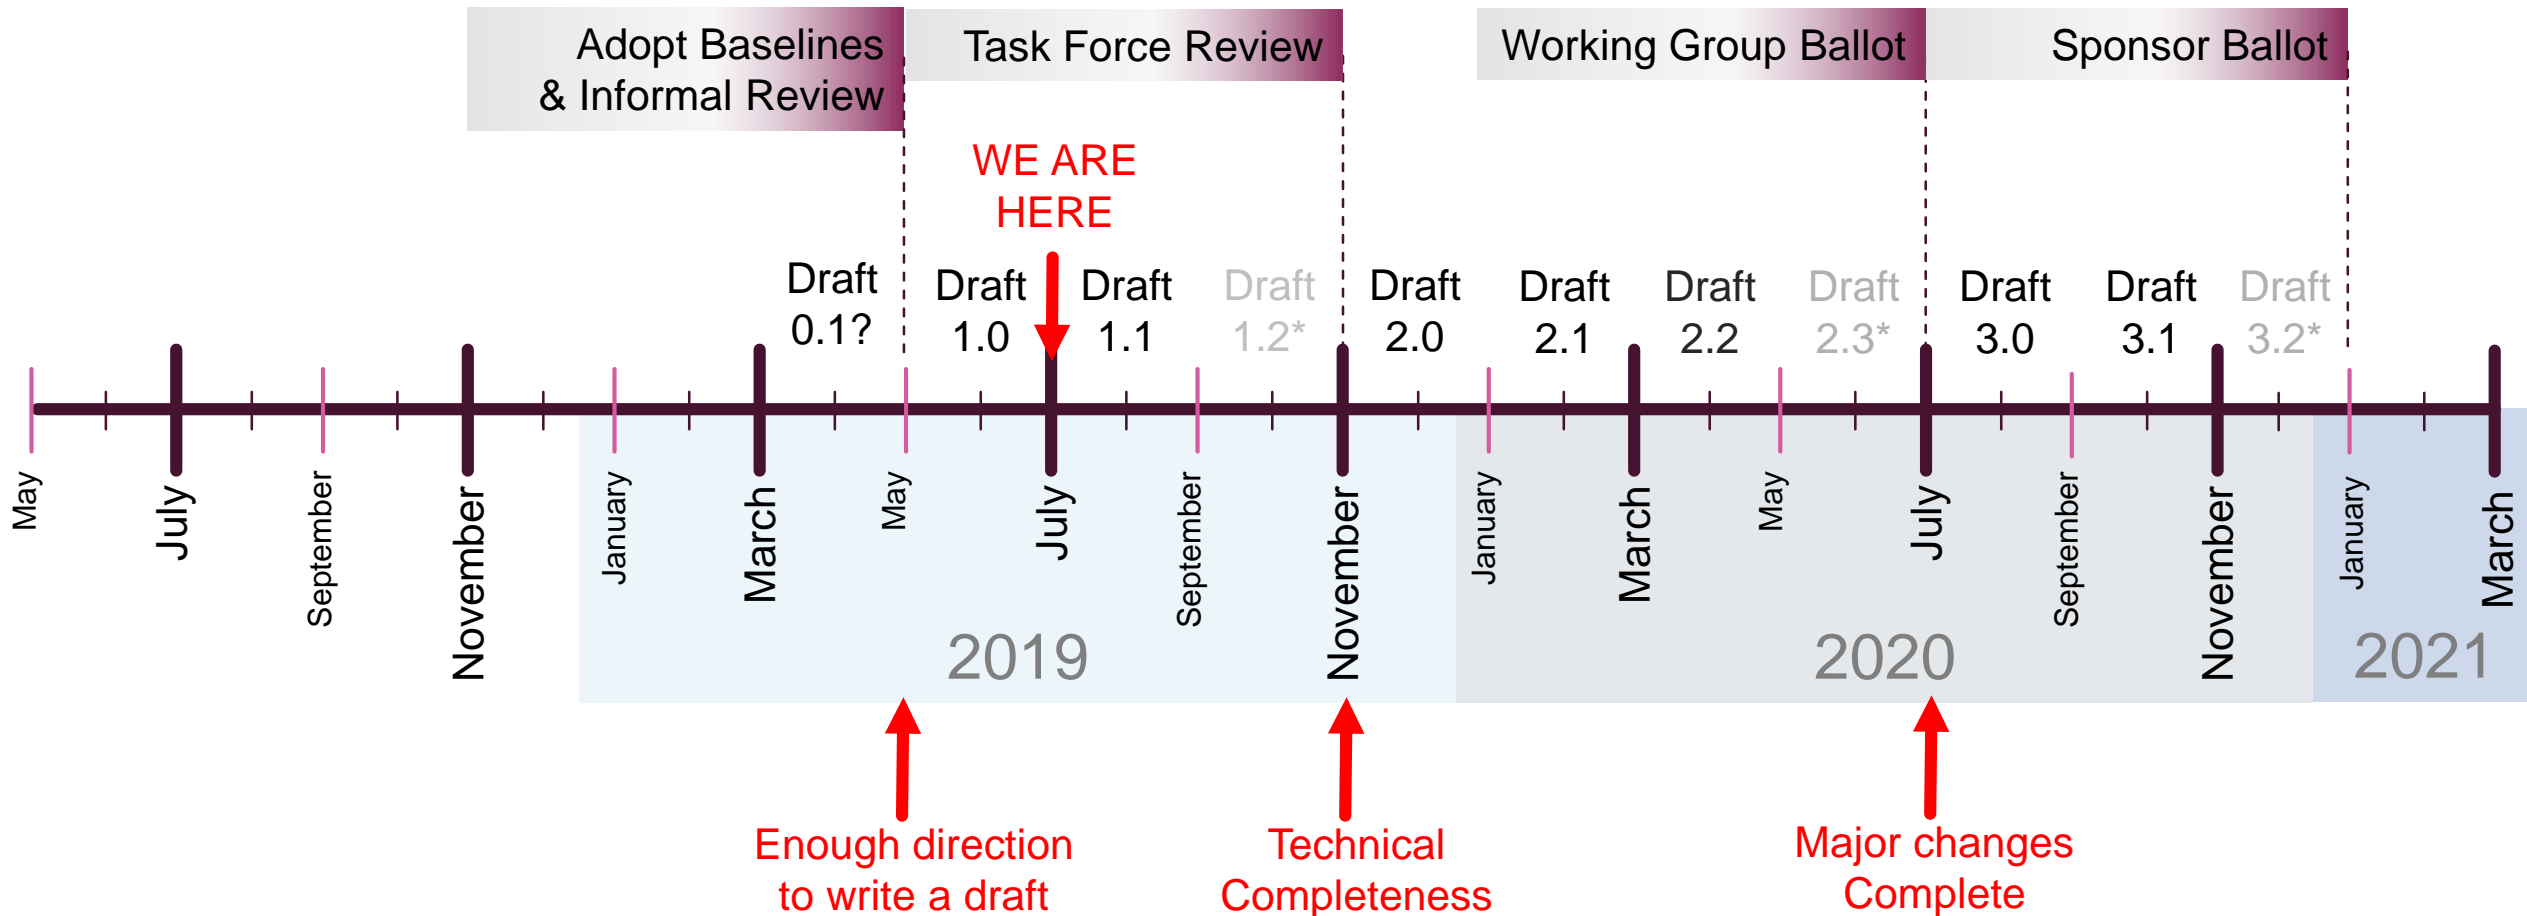 Adopt Baselines
& Informal Review
Task Force Review
Working Group Ballot
Sponsor Ballot
WE ARE
HERE
Draft
0.1?
Draft
1.0
Draft
1.1
Draft
1.2*
Draft
2.0
Draft
2.1
Draft
2.2
Draft
2.3*
Draft
3.0
Draft
3.1
Draft
3.2*
May
July
September
November
January
March
May
July
September
November
January
March
May
July
September
November
January
March
2019
2020
2021
Enough direction
to write a draft
Technical
Completeness
Major changes
Complete